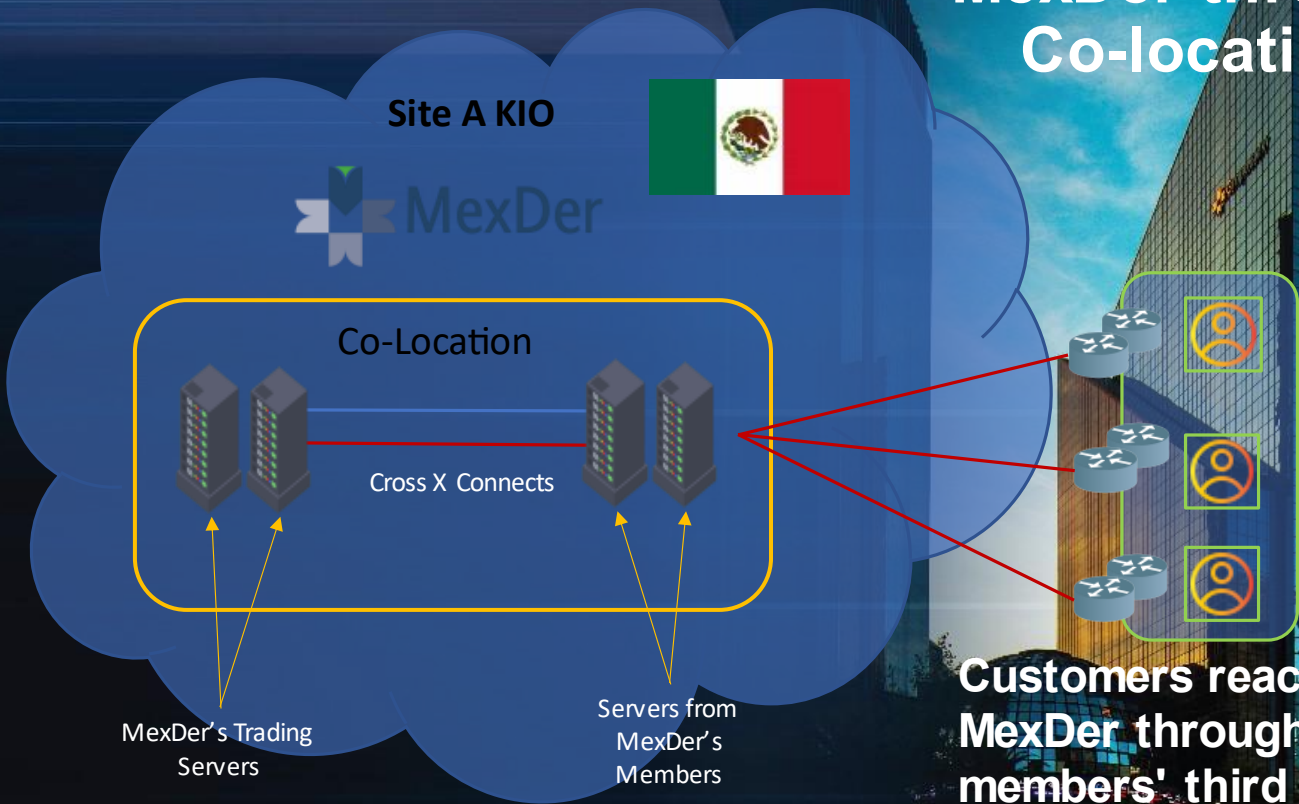 Co-locati
Site A KIO
MexDer
Co-Location
Cross X Connects
MexDer’s Trading
Servers
Servers from
MexDer’s
Members
Customers reac
MexDer through
members' third